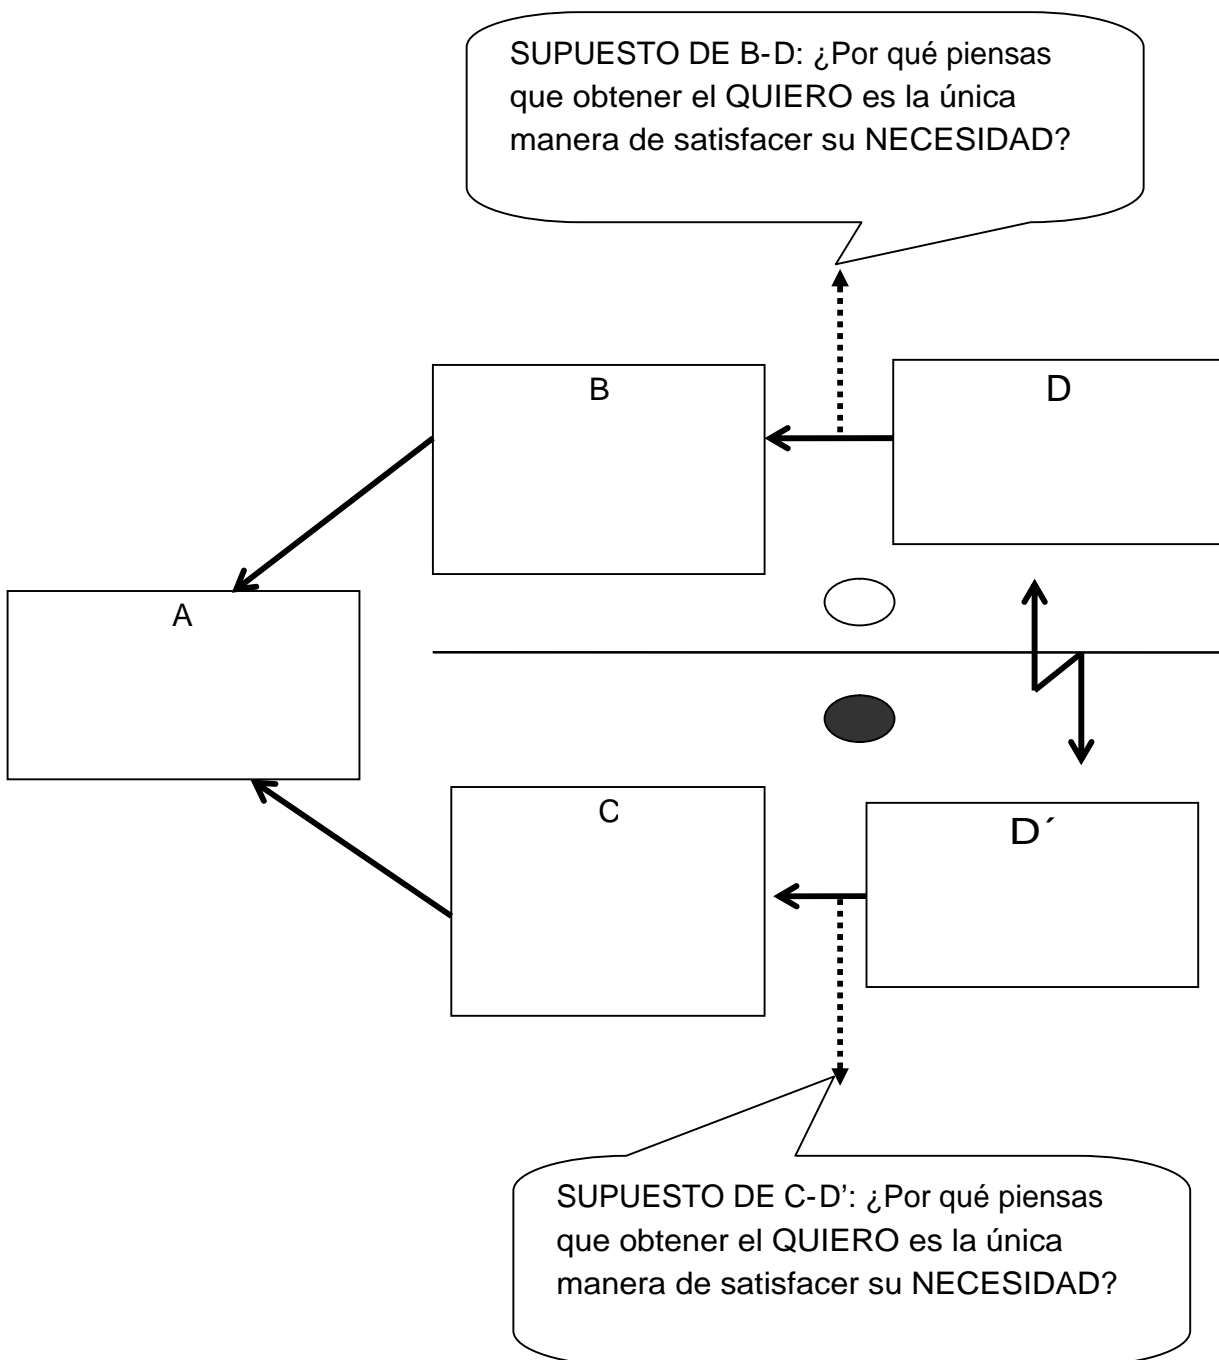 SUPUESTO DE B-D: ¿Por qué piensas
que obtener el QUIERO es la única
manera de satisfacer su NECESIDAD?
B
D
A
C
D´
SUPUESTO DE C-D’: ¿Por qué piensas
que obtener el QUIERO es la única
manera de satisfacer su NECESIDAD?